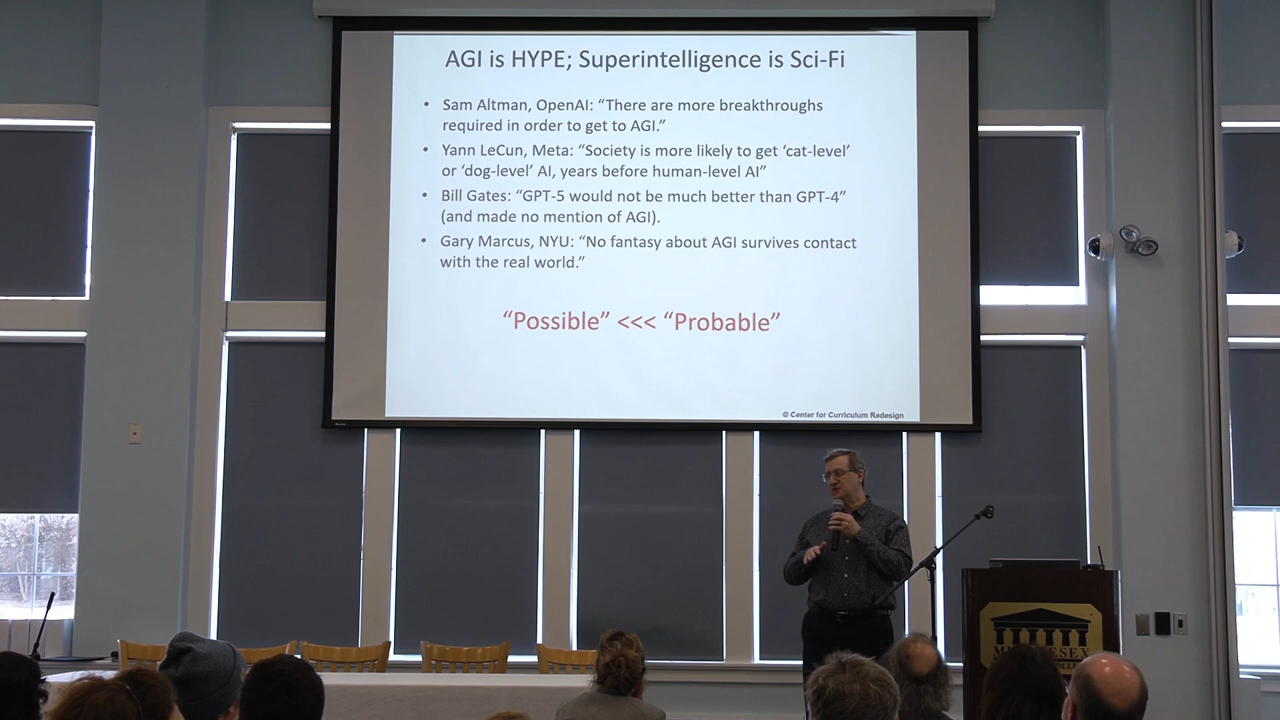 AGI is HYPE; Superintelligence is Sci-Fi
• Sam Altman, OpenAI: “There are more breakthroughs
required in order to get to AGI.”
• Yann LeCun, Meta: “Society is more likely to get ‘cat-level’
or ‘dog-level’ AI, years before human-level AI”
• Bill Gates: “GPT-5 would not be much better than GPT-4”
(and made no mention of AGI).
• Gary Marcus, NYU: “No fantasy about AGI survives contact
with the real world.”
“Possible” <<< “Probable”
© Center for Curriculum Redesign